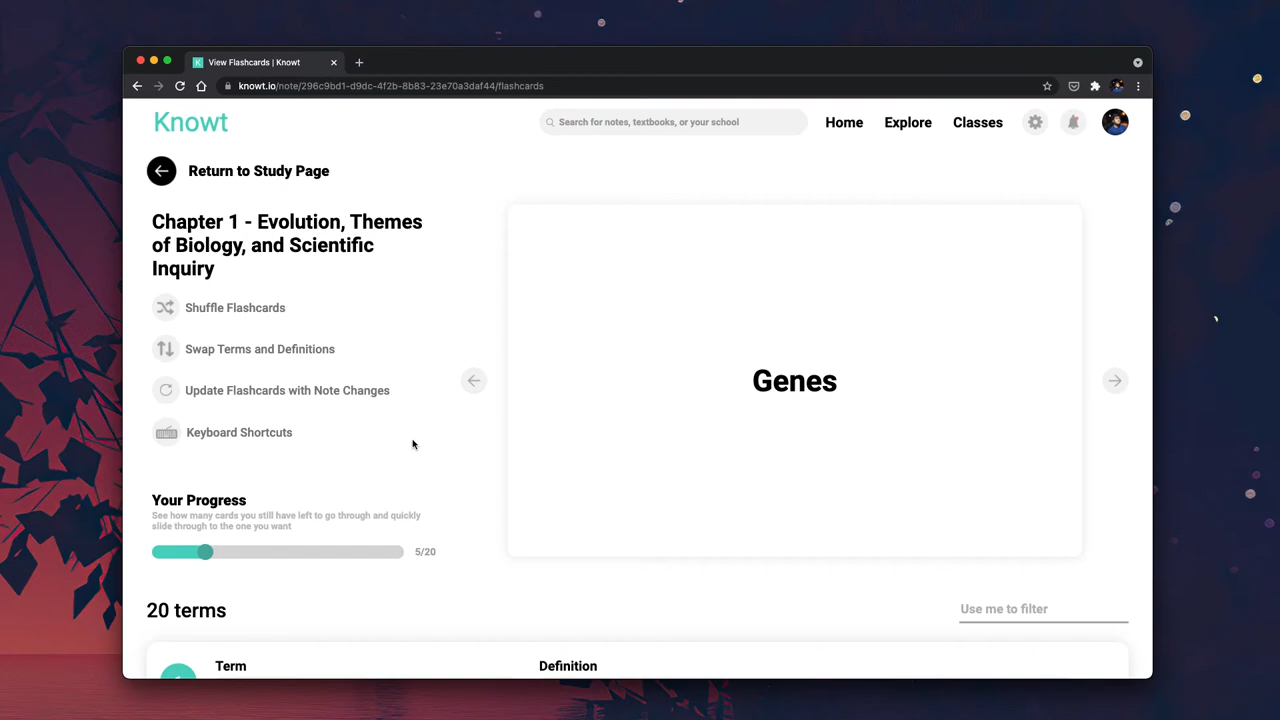 View Flashcards | Knowt
knowt.io/note/296c9bd1-d9dc-4f2b-8b83-23e70a3daf44/flashcards
Knowt
Search for notes, textbooks, or your school
Home
Explore
Classes
Return to Study Page
Chapter 1 - Evolution, Themes
of Biology, and Scientific
Inquiry
Shuffle Flashcards
Swap Terms and Definitions
Update Flashcards with Note Changes
Keyboard Shortcuts
Genes
Your Progress
See how many cards you still have left to go through and quickly
slide through to the one you want
5/20
20 terms
Use me to filter
Term
Definition